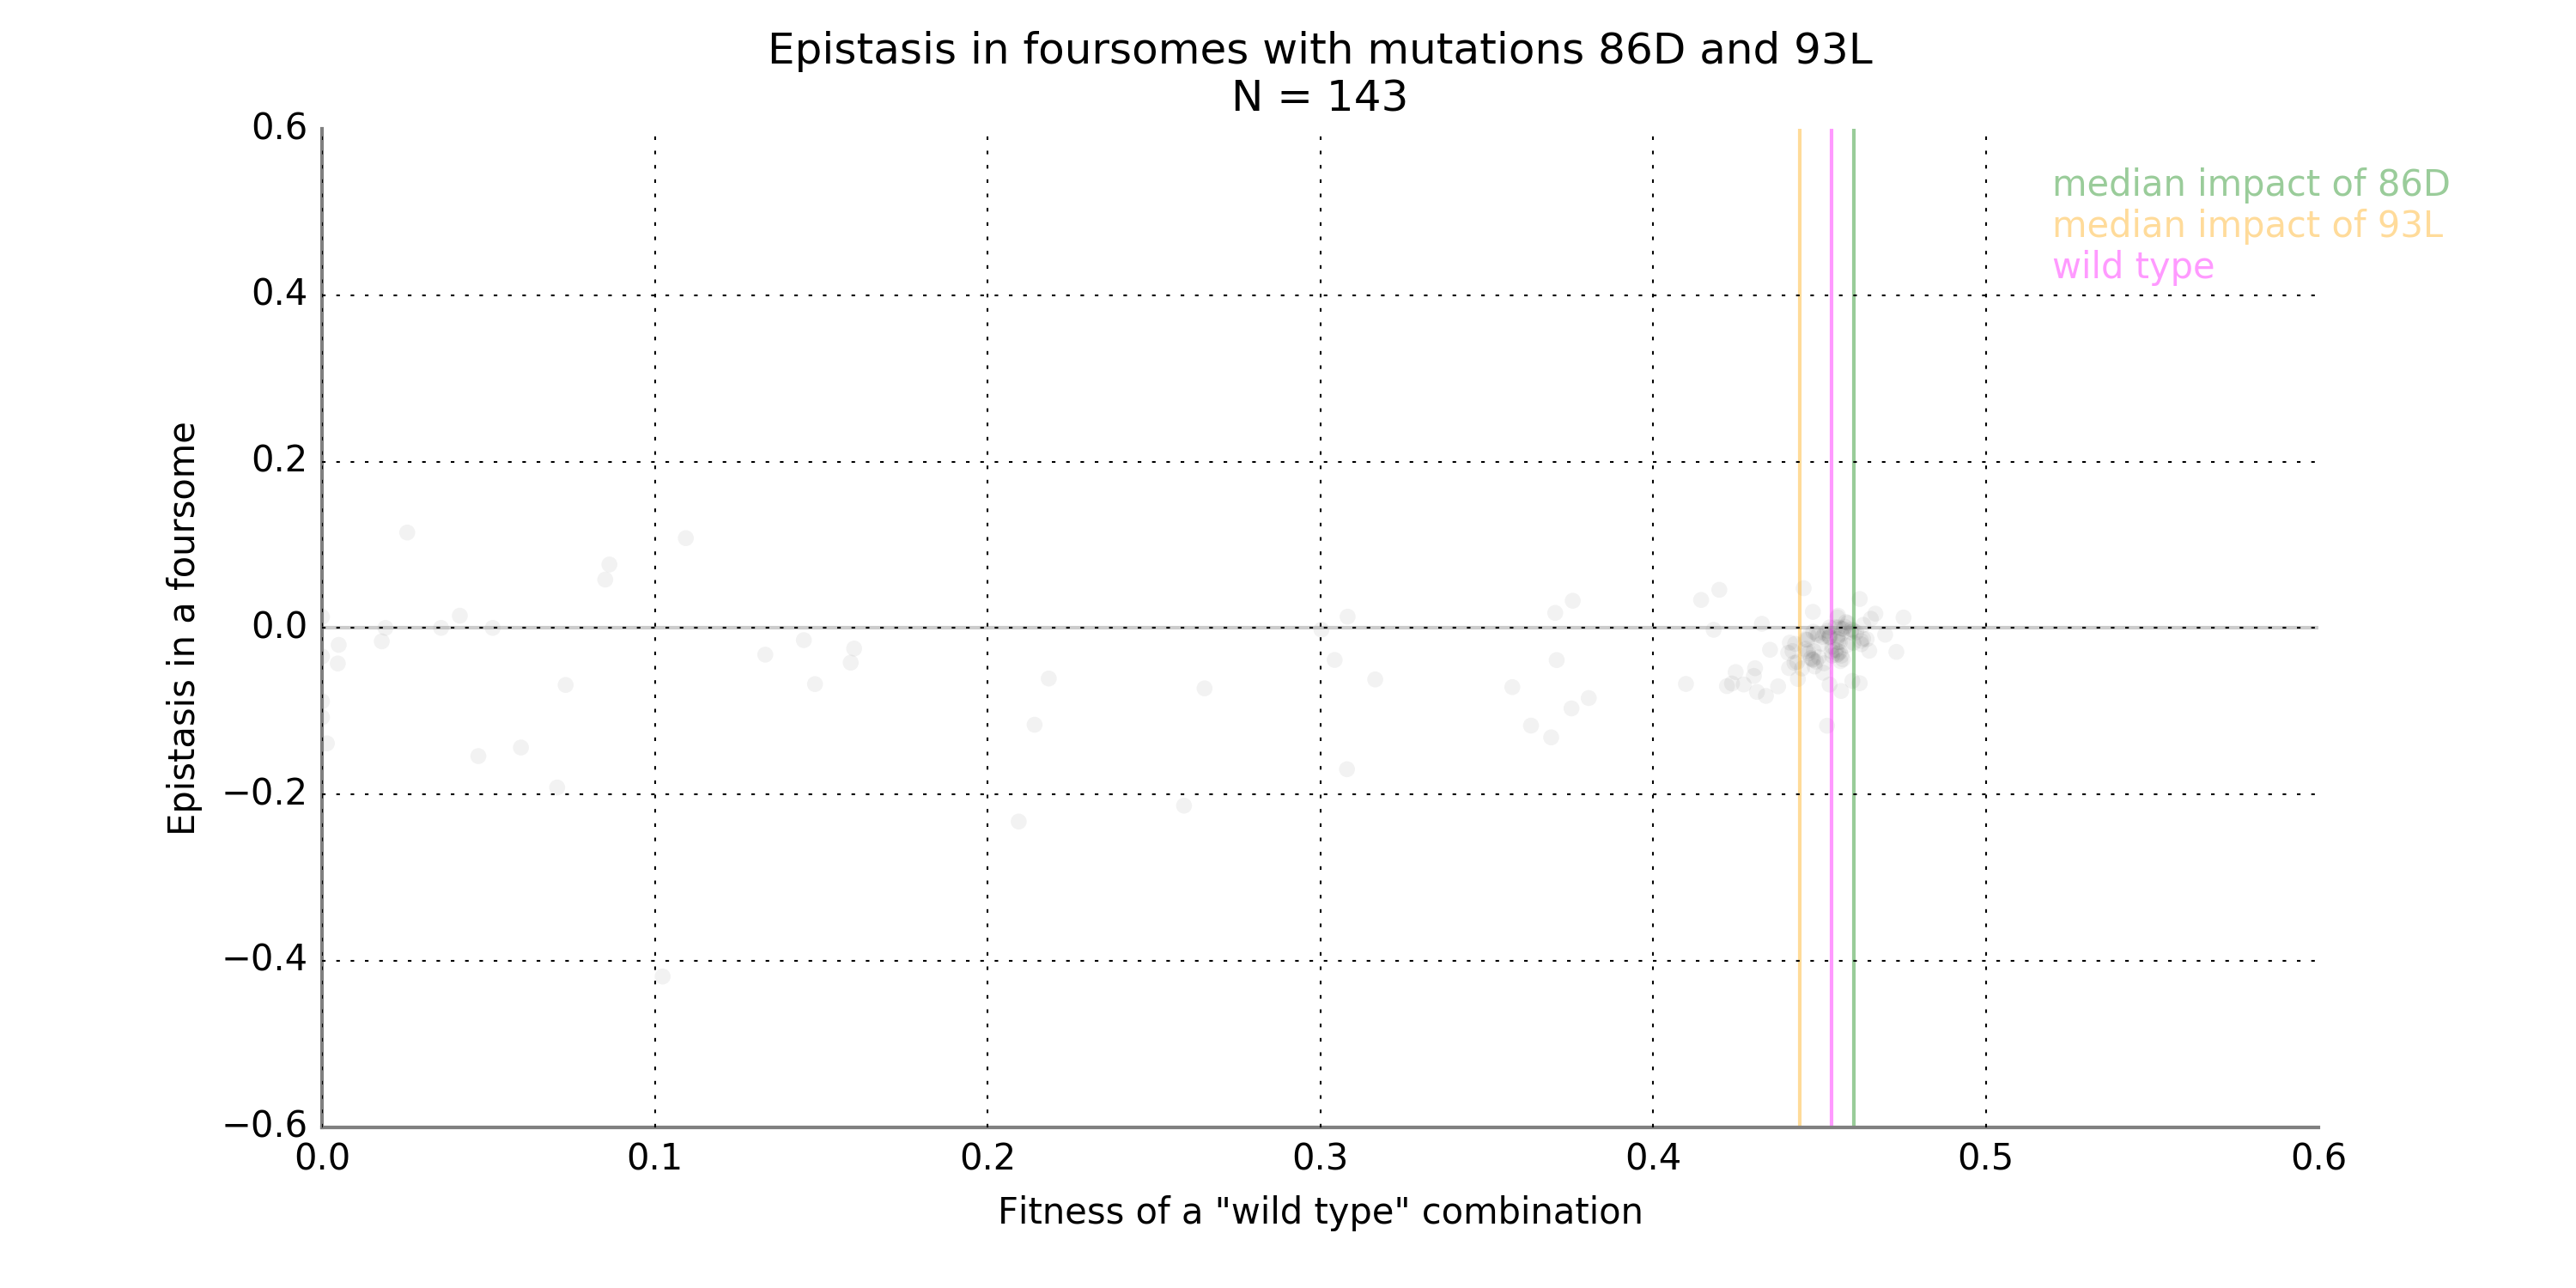 Epistasis in foursomes with mutations 86D and 93L
N = 143
0.6
0.4
0.2
0.0
−0.2
−0.4
−0.6
Epistasis in a foursome
median impact of 86D
median impact of 93L
wild type
0.0 0.1 0.2 0.3 0.4 0.5 0.6
Fitness of a "wild type" combination